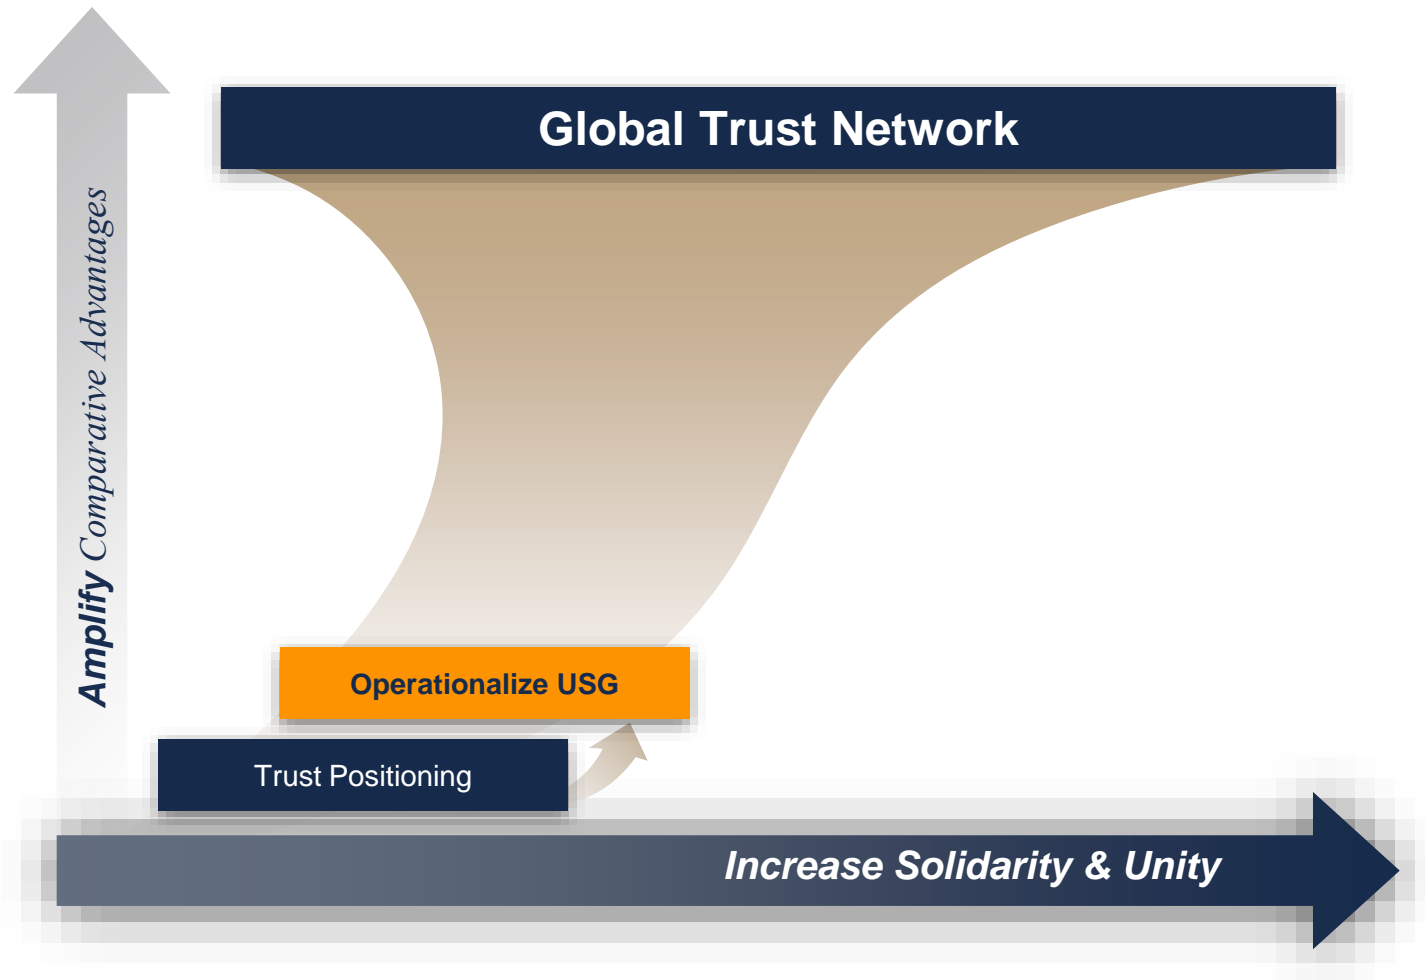 Global Trust Network
Amplify Comparative Advantages
Operationalize USG
Trust Positioning
Increase Solidarity & Unity